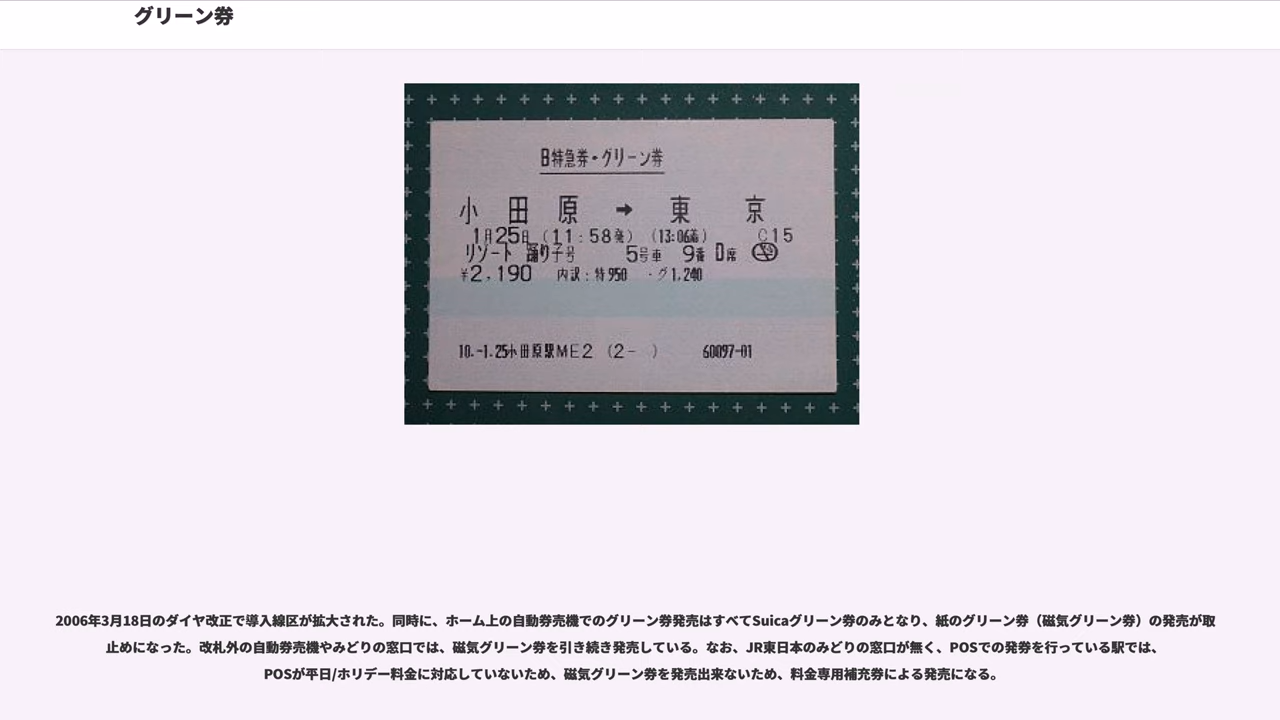 グリーン券
B特急券・グリーン券
小田原 → 東京
1月25日 (11:58発) (13:06着) C15
リゾート踊り子号 5号車 9番 D席
¥2,190 内訳:特950 ・グ1,240
10.-1.25小田原駅ME2 (2- ) 60097-01
2006年3月18日のダイヤ改正で導入線区が拡大された。同時に、ホーム上の自動券売機でのグリーン券発売はすべてSuicaグリーン券のみとなり、紙のグリーン券（磁気グリーン券）の発売が取
止めになった。改札外の自動券売機やみどりの窓口では、磁気グリーン券を引き続き発売している。なお、JR東日本のみどりの窓口が無く、POSでの発券を行っている駅では、
POSが平日/ホリデー料金に対応していないため、磁気グリーン券を発売出来ないため、料金専用補充券による発売になる。